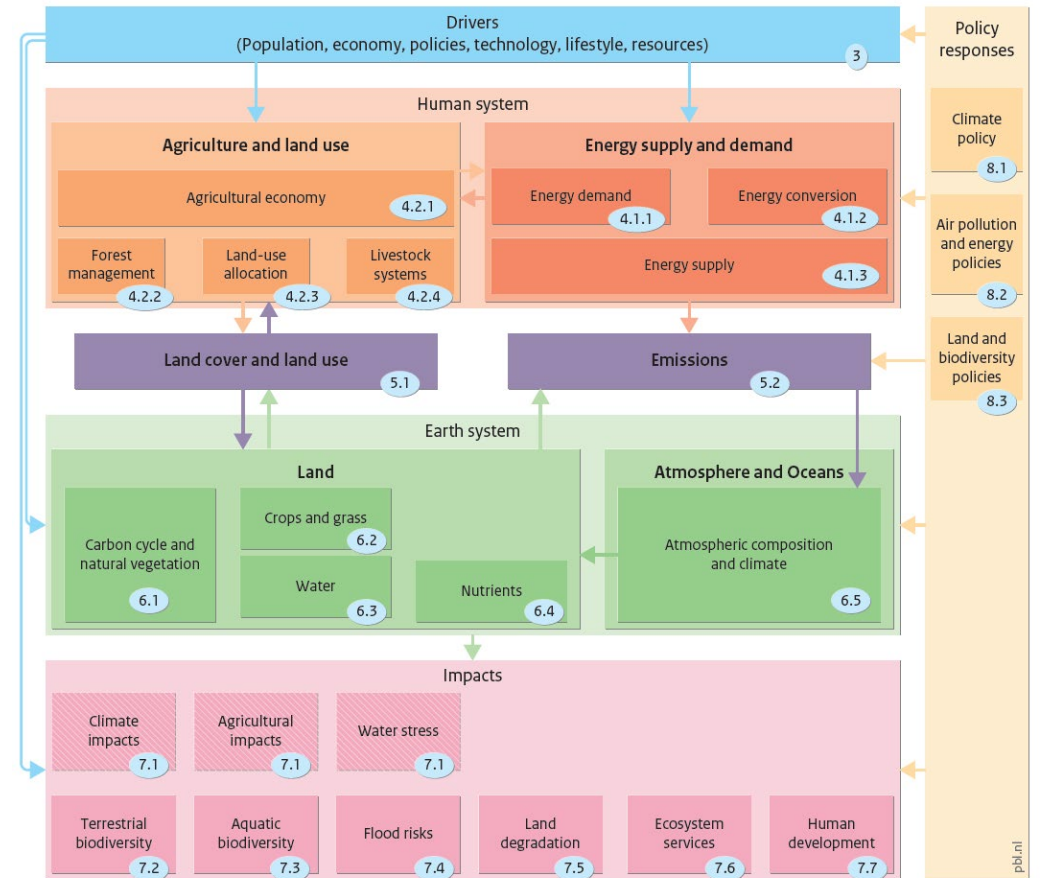 Drivers
(Population, economy, policies, technology, lifestyle, resources)
3
Policy
responses
Human system
Agriculture and land use
Agricultural economy
4.2.1
Forest
management
4.2.2
Land-use
allocation
4.2.3
Livestock
systems
4.2.4
Energy supply and demand
Energy demand
4.1.1
Energy conversion
4.1.2
Energy supply
4.1.3
Climate
policy
8.1
Air pollution
and energy
policies
8.2
Land and
biodiversity
policies
8.3
Land cover and land use
5.1
Emissions
5.2
Earth system
Land
Carbon cycle and
natural vegetation
6.1
Crops and grass
6.2
Water
6.3
Nutrients
6.4
Atmosphere and Oceans
Atmospheric composition
and climate
6.5
Impacts
Climate
impacts
7.1
Agricultural
impacts
7.1
Water stress
7.1
Terrestrial
biodiversity
7.2
Aquatic
biodiversity
7.3
Flood risks
7.4
Land
degradation
7.5
Ecosystem
services
7.6
Human
development
7.7
pbl.nl